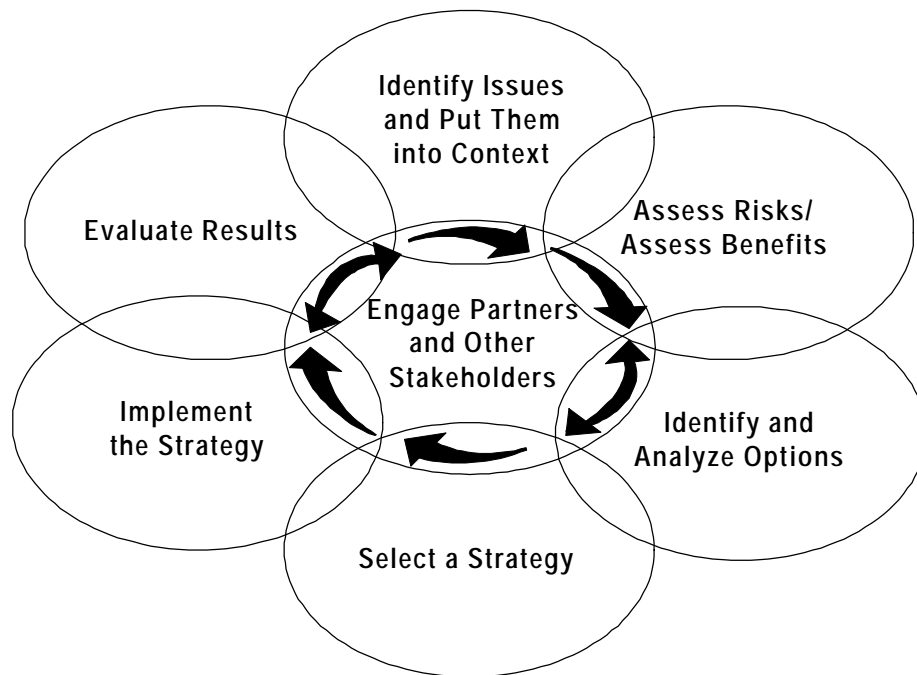 Identify Issues
and Put Them
into Context
Assess Risks/
Assess Benefits
Evaluate Results
Engage Partners
and Other
Stakeholders
Identify and
Analyze Options
Implement
the Strategy
Select a Strategy